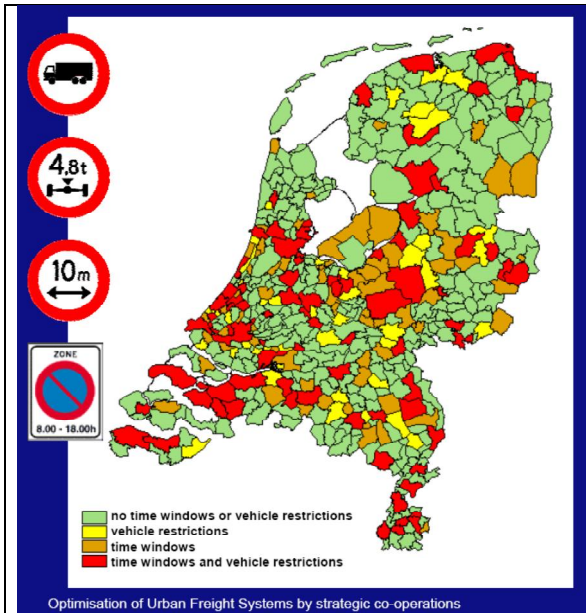 4,8t
10m
ZONE
8.00 - 18.00h
no time windows or vehicle restrictions
vehicle restrictions
time windows
time windows and vehicle restrictions
Optimisation of Urban Freight Systems by strategic co-operations